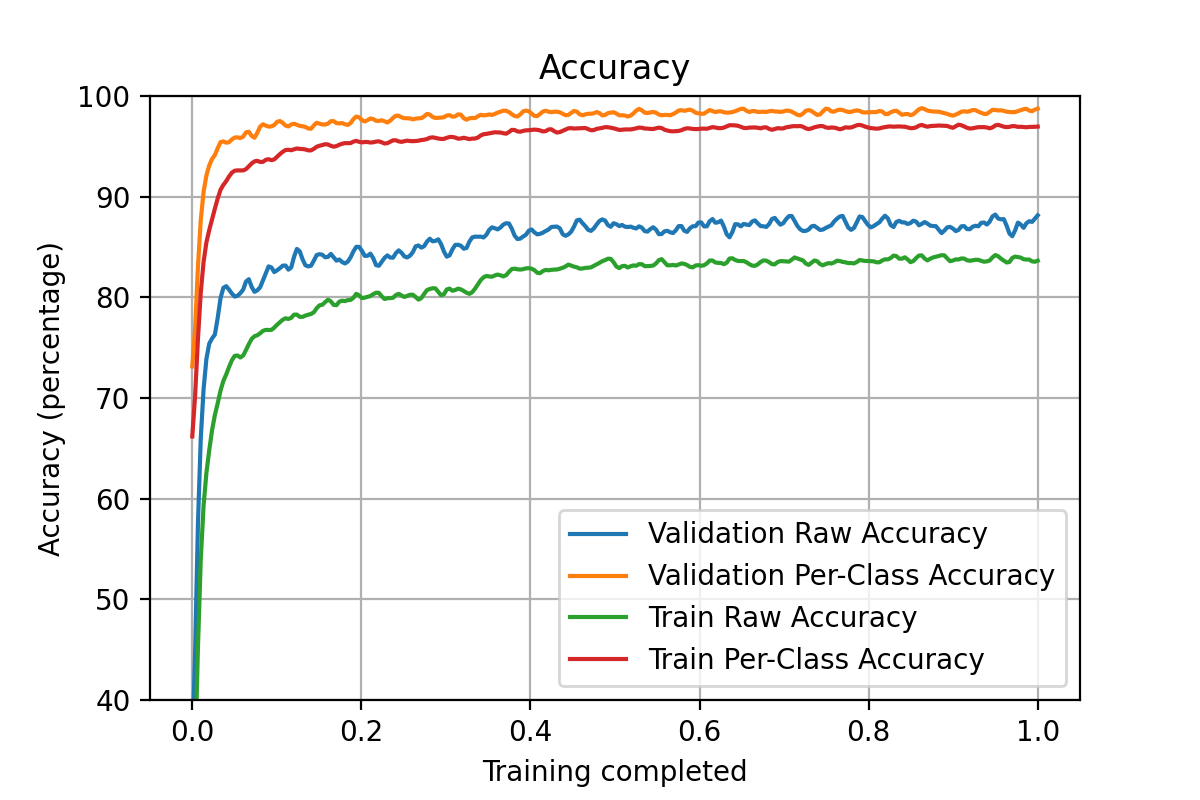 Accuracy
100
90
80
70
60
50
40
Accuracy (percentage)
Validation Raw Accuracy
Validation Per-Class Accuracy
Train Raw Accuracy
Train Per-Class Accuracy
0.0 0.2 0.4 0.6 0.8 1.0
Training completed